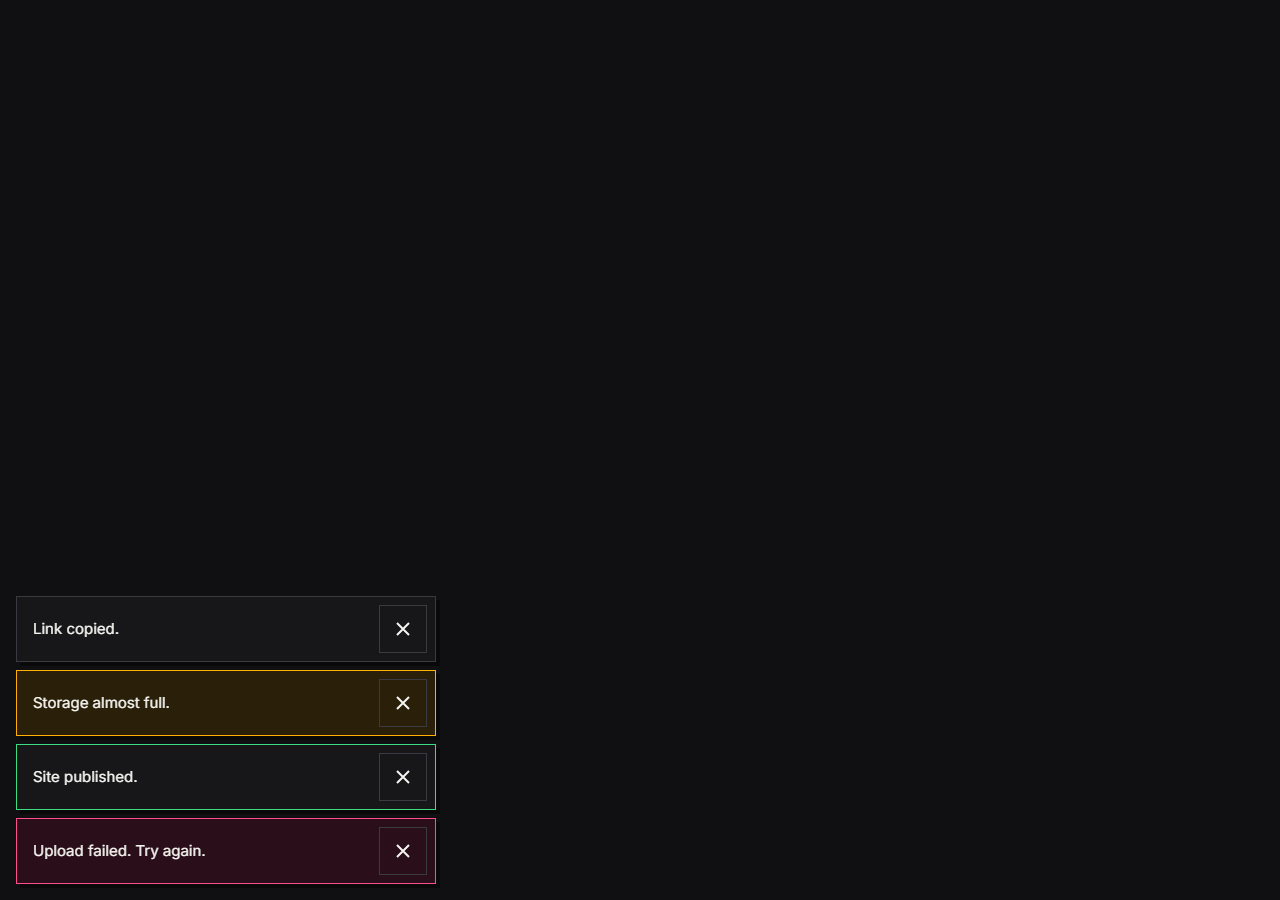 Link copied.
Storage almost full.
Site published.
Upload failed. Try again.